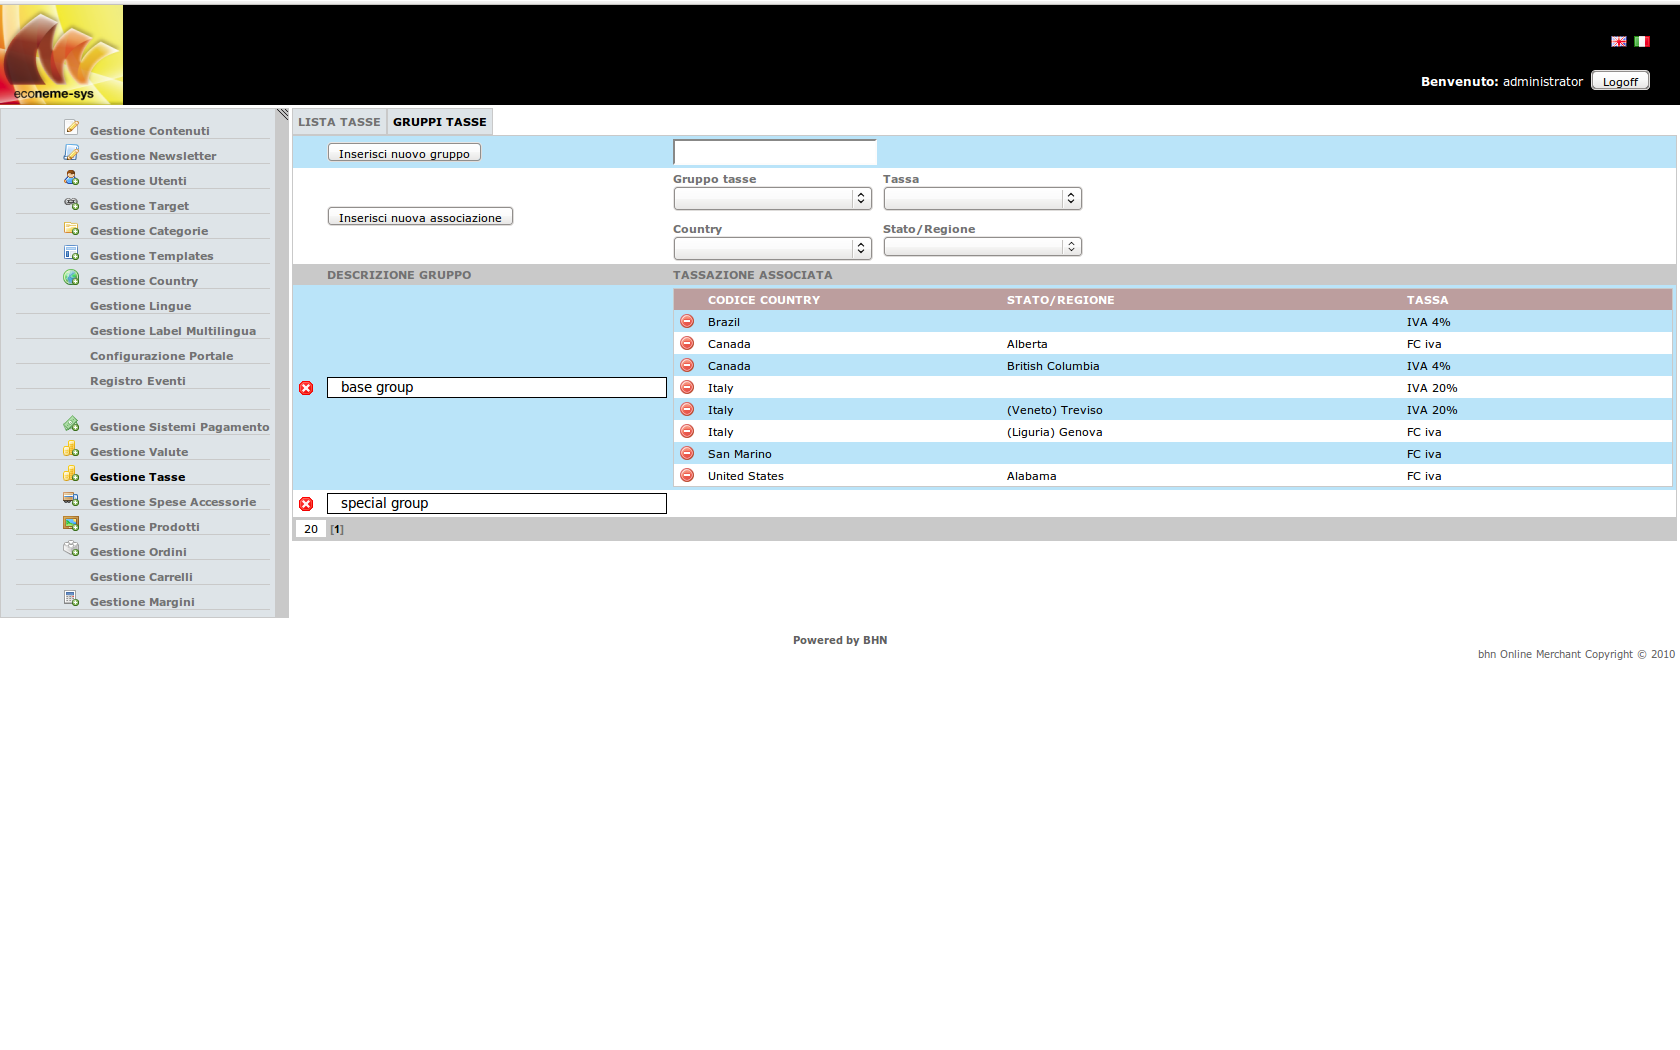 econeme-sys
Benvenuto: administrator Logoff
Gestione Contenuti
Gestione Newsletter
Gestione Utenti
Gestione Target
Gestione Categorie
Gestione Templates
Gestione Country
Gestione Lingue
Gestione Label Multilingua
Configurazione Portale
Registro Eventi
Gestione Sistemi Pagamento
Gestione Valute
Gestione Tasse
Gestione Spese Accessorie
Gestione Prodotti
Gestione Ordini
Gestione Carrelli
Gestione Margini
LISTA TASSE GRUPPI TASSE
Inserisci nuovo gruppo
Gruppo tasse Tassa
Inserisci nuova associazione
Country Stato/Regione
DESCRIZIONE GRUPPO TASSAZIONE ASSOCIATA
CODICE COUNTRY STATO/REGIONE TASSA
Brazil IVA 4%
Canada Alberta FC iva
Canada British Columbia IVA 4%
base group Italy IVA 20%
Italy (Veneto) Treviso IVA 20%
Italy (Liguria) Genova FC iva
San Marino FC iva
United States Alabama FC iva
special group
20 [1]
Powered by BHN
bhn Online Merchant Copyright © 2010